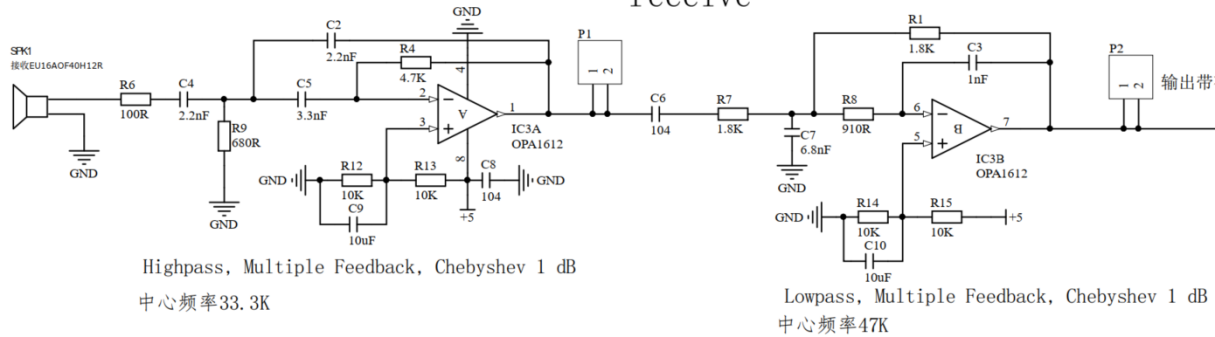 receive
SPK1
接收EU16AOF40H12R
R6
100R
C4
2.2nF
R9
680R
GND
GND
C2
2.2nF
GND
R4
4.7K
C5
3.3nF
4
2
3
A
1
8
IC3A
OPA1612
GND
R12
10K
R13
10K
C9
10uF
C8
104
GND
+5
P1
1
2
C6
104
R7
1.8K
C7
6.8nF
GND
R1
1.8K
C3
1nF
R8
910R
6
5
B
7
IC3B
OPA1612
GND
R14
10K
R15
10K
+5
C10
10uF
P2
1
2
输出带
Highpass, Multiple Feedback, Chebyshev 1 dB
中心频率33.3K
Lowpass, Multiple Feedback, Chebyshev 1 dB
中心频率47K